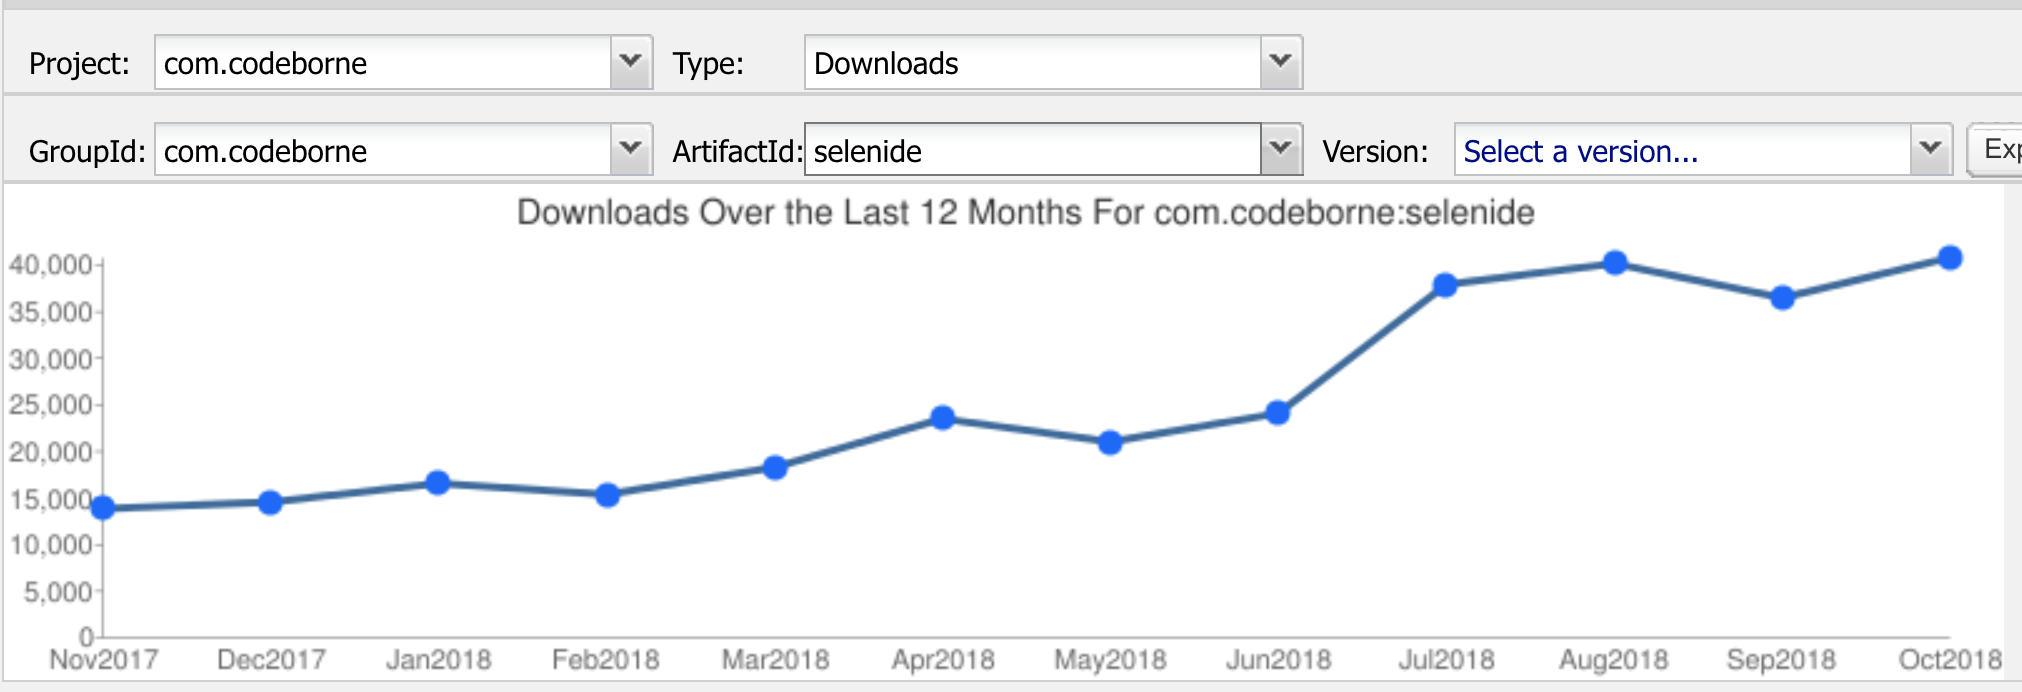 Project: com.codeborne Type: Downloads
GroupId: com.codeborne ArtifactId: selenide Version: Select a version... Exp
Downloads Over the Last 12 Months For com.codeborne:selenide
40,000
35,000
30,000
25,000
20,000
15,000
10,000
5,000
0
Nov2017 Dec2017 Jan2018 Feb2018 Mar2018 Apr2018 May2018 Jun2018 Jul2018 Aug2018 Sep2018 Oct2018